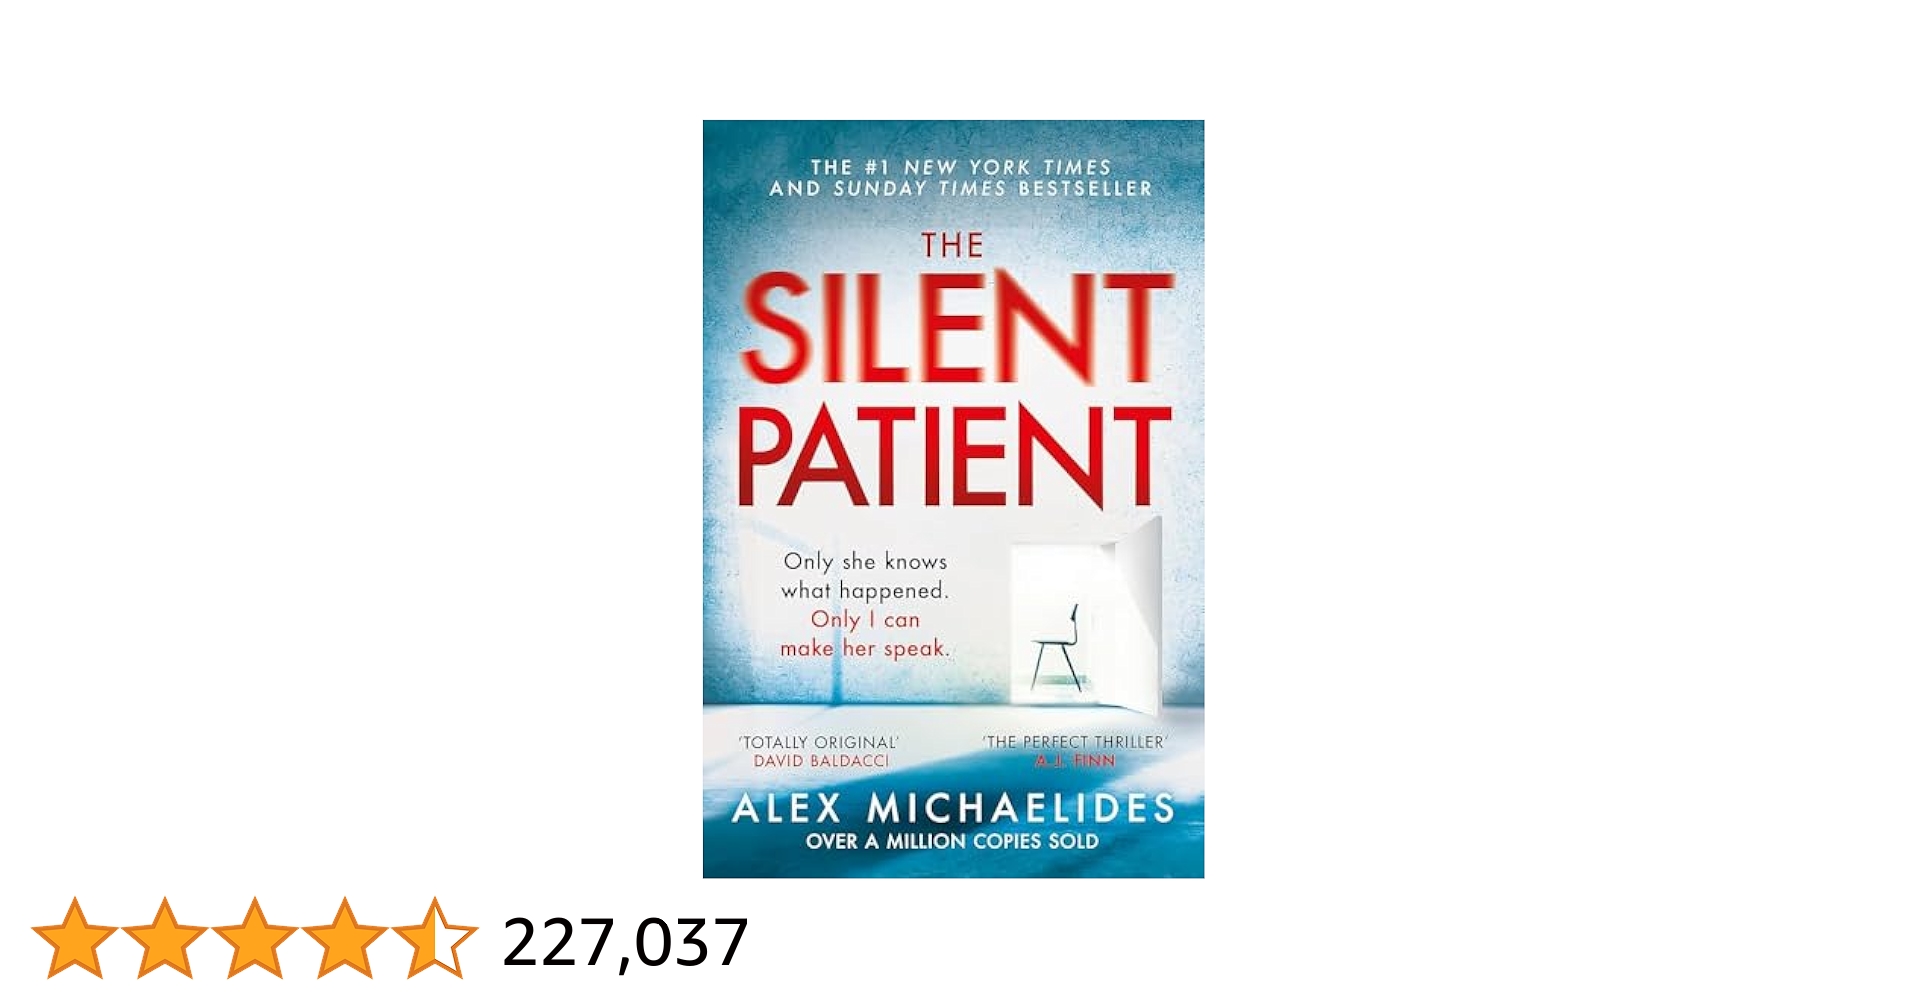 THE #1 NEW YORK TIMES
AND SUNDAY TIMES BESTSELLER
THE
SILENT
PATIENT
Only she knows
what happened.
Only I can
make her speak.
'TOTALLY ORIGINAL'
DAVID BALDACCI
'THE PERFECT THRILLER'
A.J. FINN
ALEX MICHAELIDES
OVER A MILLION COPIES SOLD
227,037